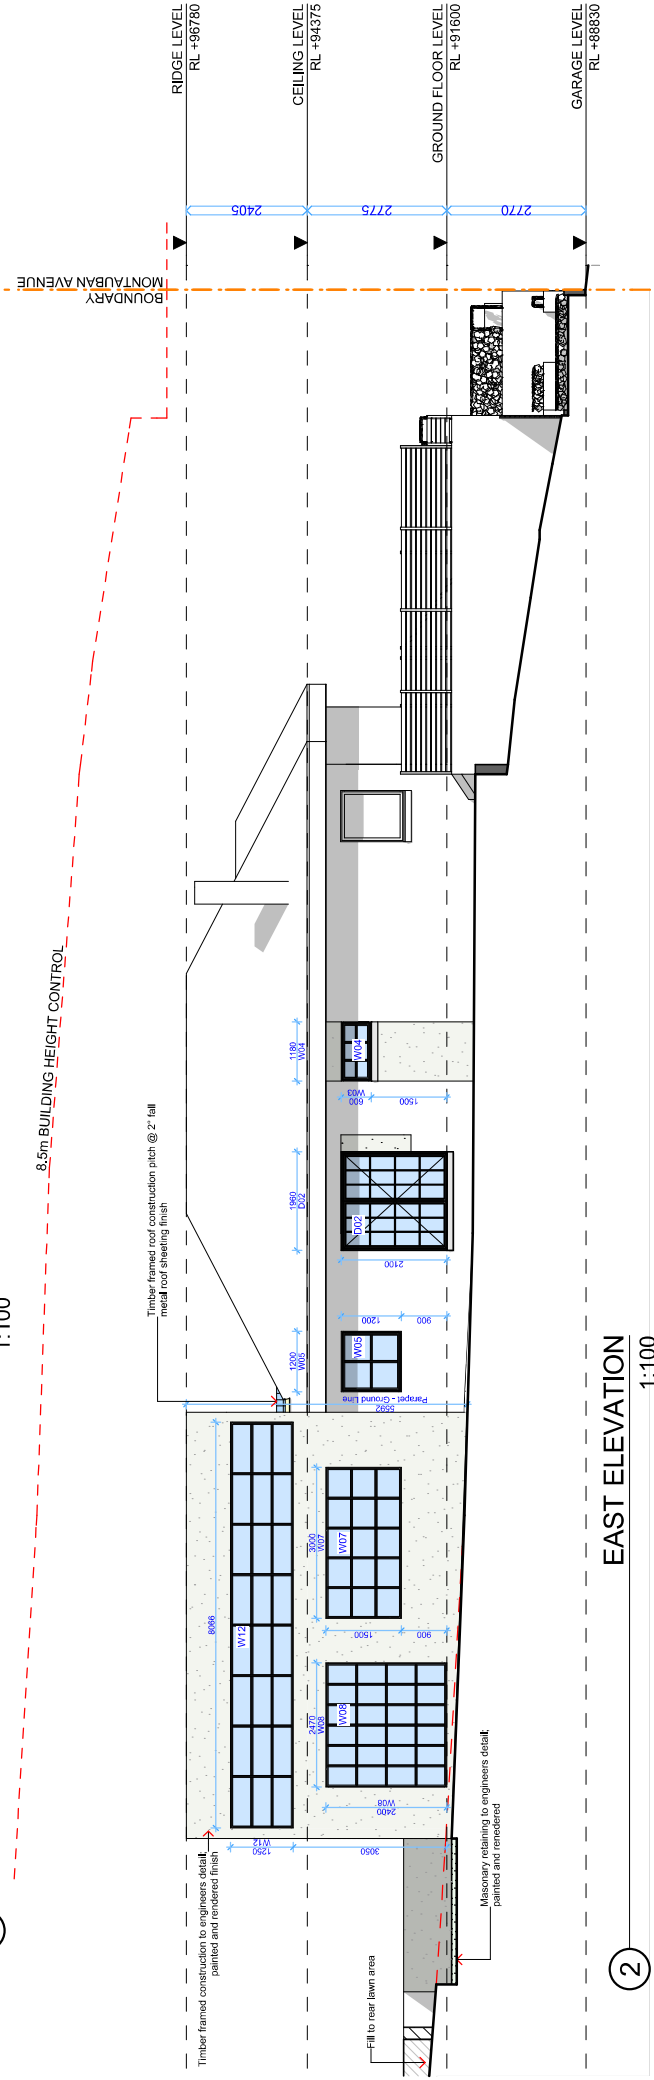 1:100
8.5m BUILDING HEIGHT CONTROL
BOUNDARY
MONTAUBAN AVENUE
RIDGE LEVEL
RL +96780
CEILING LEVEL
RL +94375
GROUND FLOOR LEVEL
RL +91600
GARAGE LEVEL
RL +88830
2405
2775
2770
Timber framed construction to engineers detail;
painted and rendered finish
Timber framed roof construction pitch @ 2° fall
metal roof sheeting finish
8066
W12
1250
W12
3050
2470
W08
W08
2400
W08
3000
W07
W07
1500
900
5592
Parapet - Ground Line
1200
W05
W05
1200
900
1960
D02
D02
2100
1180
W04
W04
600
W03
1500
Fill to rear lawn area
Masonary retaining to engineers detail;
painted and renedered
2
EAST ELEVATION
1:100